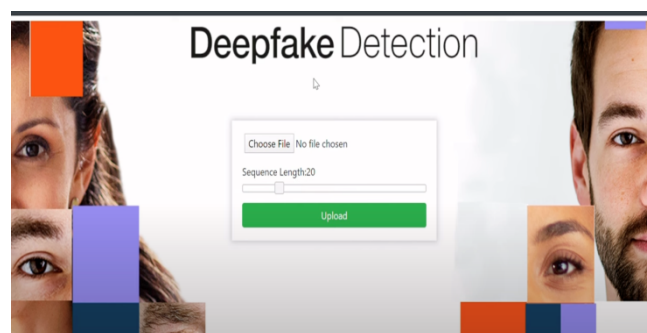 Deepfake Detection
Choose File No file chosen
Sequence Length:20
Upload